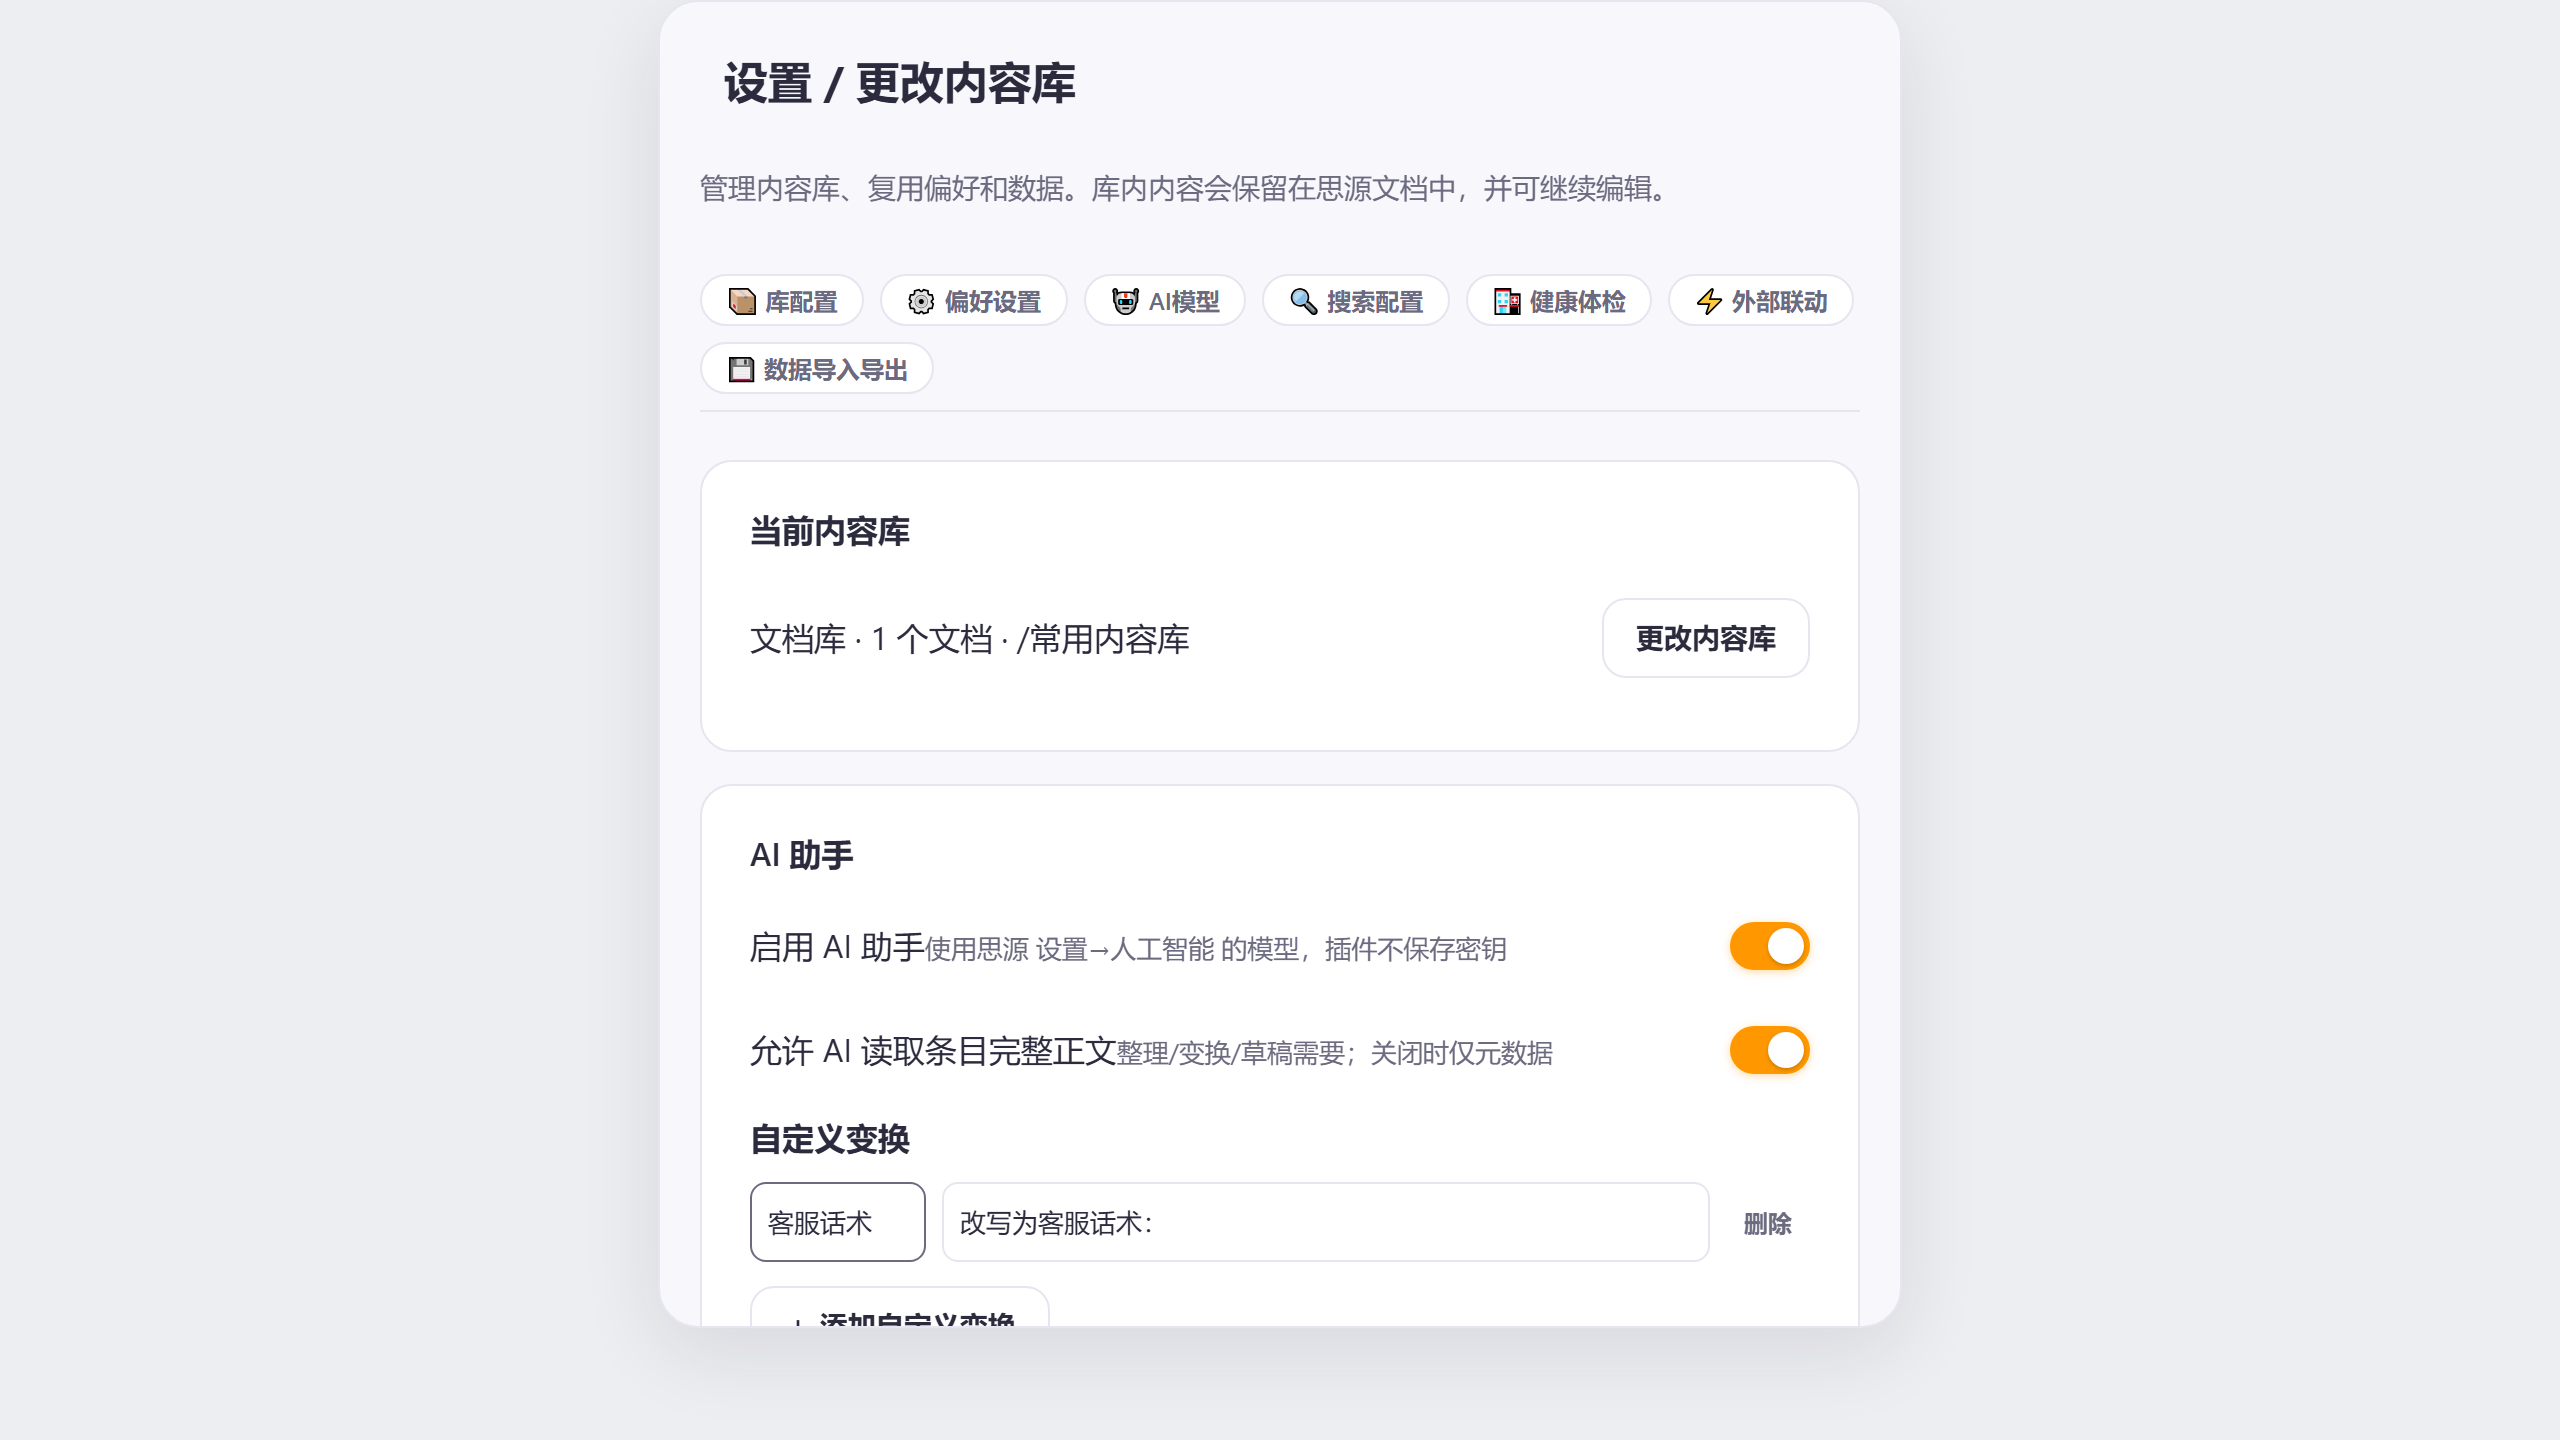 设置 / 更改内容库
管理内容库、复用偏好和数据。库内内容会保留在思源文档中，并可继续编辑。
库配置
偏好设置
AI模型
搜索配置
健康体检
外部联动
数据导入导出
当前内容库
文档库 · 1 个文档 · /常用内容库
更改内容库
AI 助手
启用 AI 助手使用思源 设置→人工智能 的模型，插件不保存密钥
允许 AI 读取条目完整正文整理/变换/草稿需要；关闭时仅元数据
自定义变换
客服话术
改写为客服话术：
删除
+ 添加自定义变换